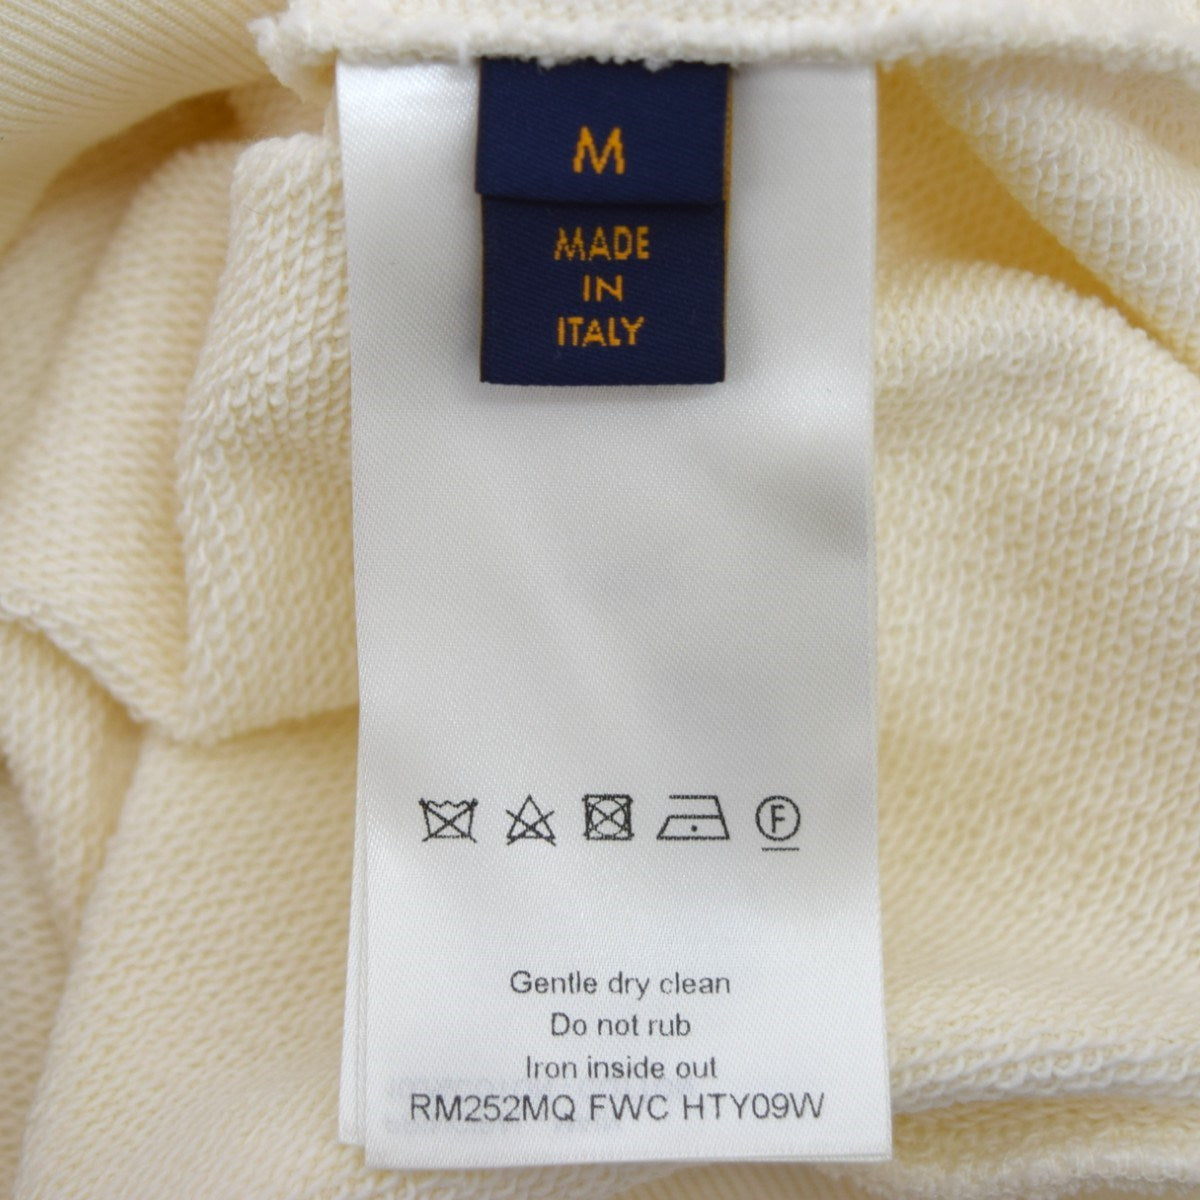 M
MADE
IN
ITALY
F
Gentle dry clean
Do not rub
Iron inside out
RM252MQ FWC HTY09W